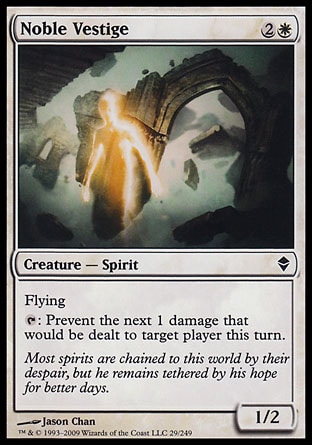 Noble Vestige 2
Creature — Spirit
Flying
: Prevent the next 1 damage that
would be dealt to target player this turn.
Most spirits are chained to this world by their
despair, but he remains tethered by his hope
for better days.
Jason Chan
™ & © 1993–2009 Wizards of the Coast LLC 29/249
1/2